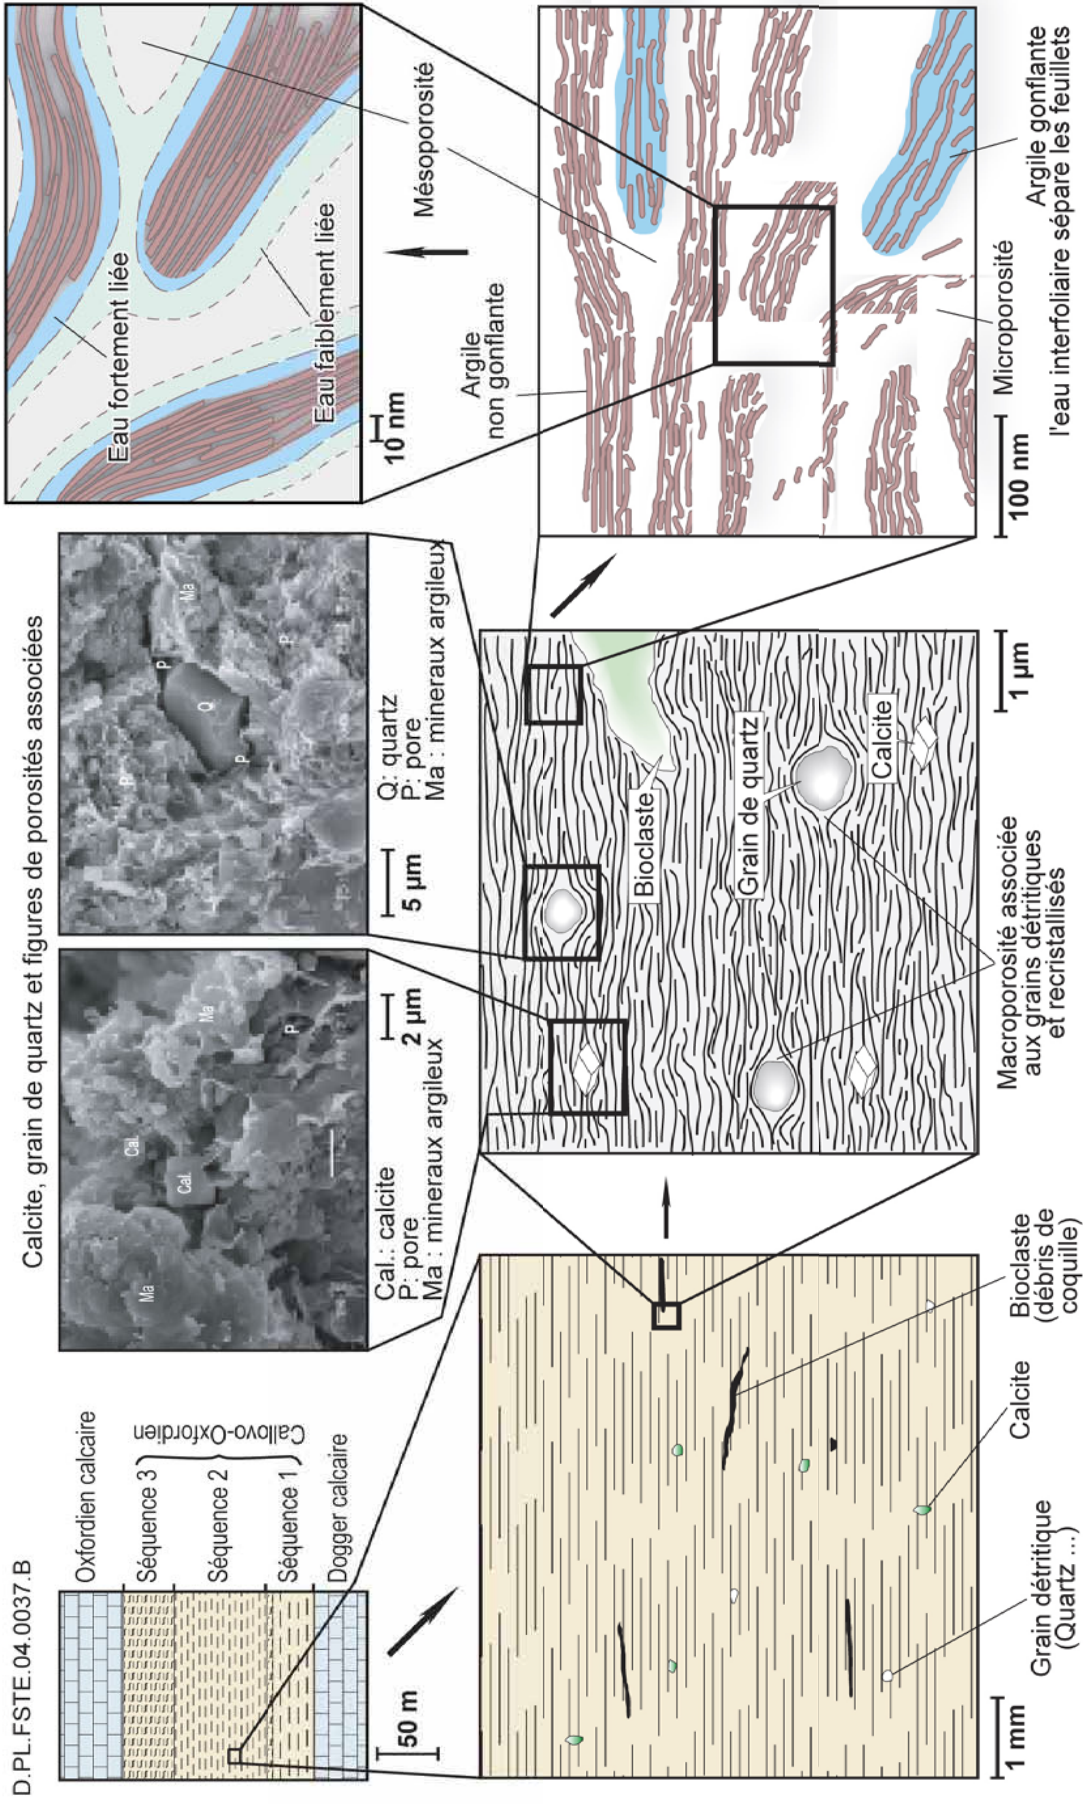 D.PL.FSTE.04.0037.B
Calcite, grain de quartz et figures de porosités associées
Oxfordien calcaire
Séquence 3
Séquence 2
Séquence 1
Callovo-Oxfordien
Dogger calcaire
50 m
Ma
Cal.
Cal.
Ma
P
Cal.: calcite
P: pore
Ma : mineraux argileux
2 µm
P
P
Q
P
Ma
P
5 µm
Q: quartz
P: pore
Ma : mineraux argileux
Eau fortement liée
Eau faiblement liée
10 nm
Mésoporosité
Argile
non gonflante
1 mm
Grain détritique
(Quartz ...)
Calcite
Bioclaste
(débris de
coquille)
Bioclaste
Grain de quartz
Calcite
1 µm
Macroporosité associée
aux grains détritiques
et recristallisés
100 nm
Microporosité
Argile gonflante
l'eau interfoliaire sépare les feuillets